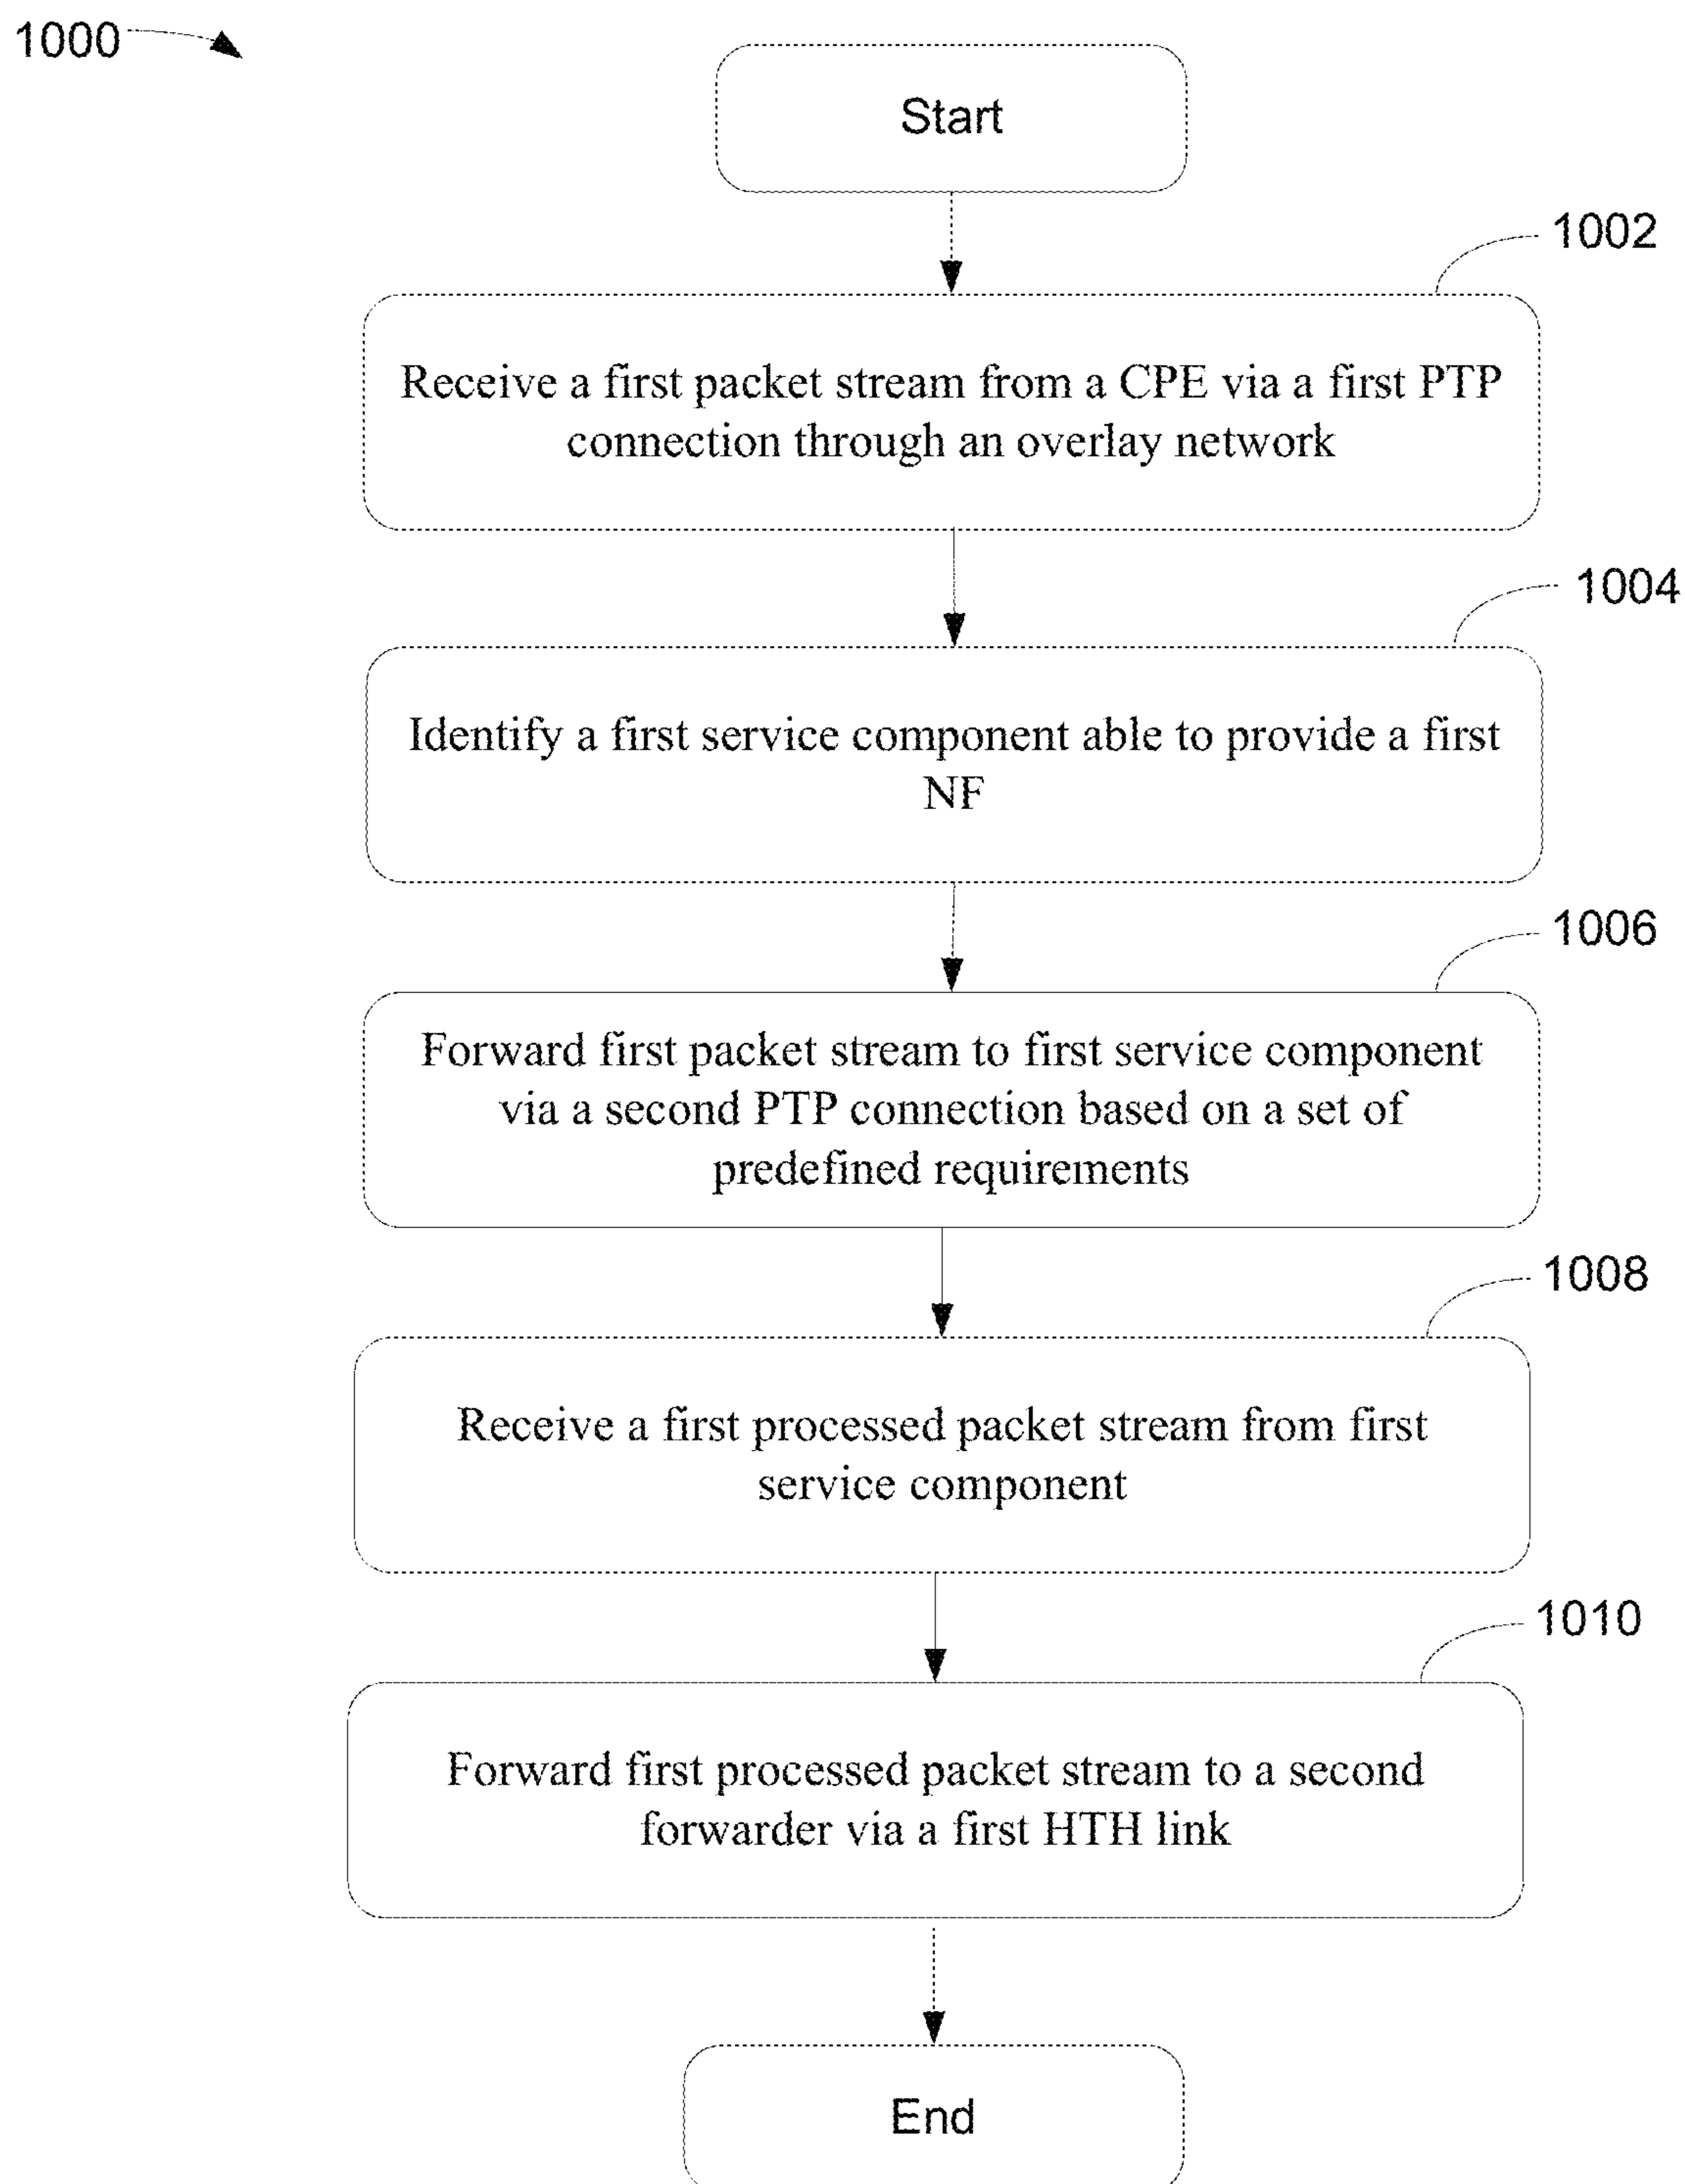 1000
Start
1002
Receive a first packet stream from a CPE via a first PTP
connection through an overlay network
1004
Identify a first service component able to provide a first
NF
1006
Forward first packet stream to first service component
via a second PTP connection based on a set of
predefined requirements
1008
Receive a first processed packet stream from first
service component
1010
Forward first processed packet stream to a second
forwarder via a first HTH link
End